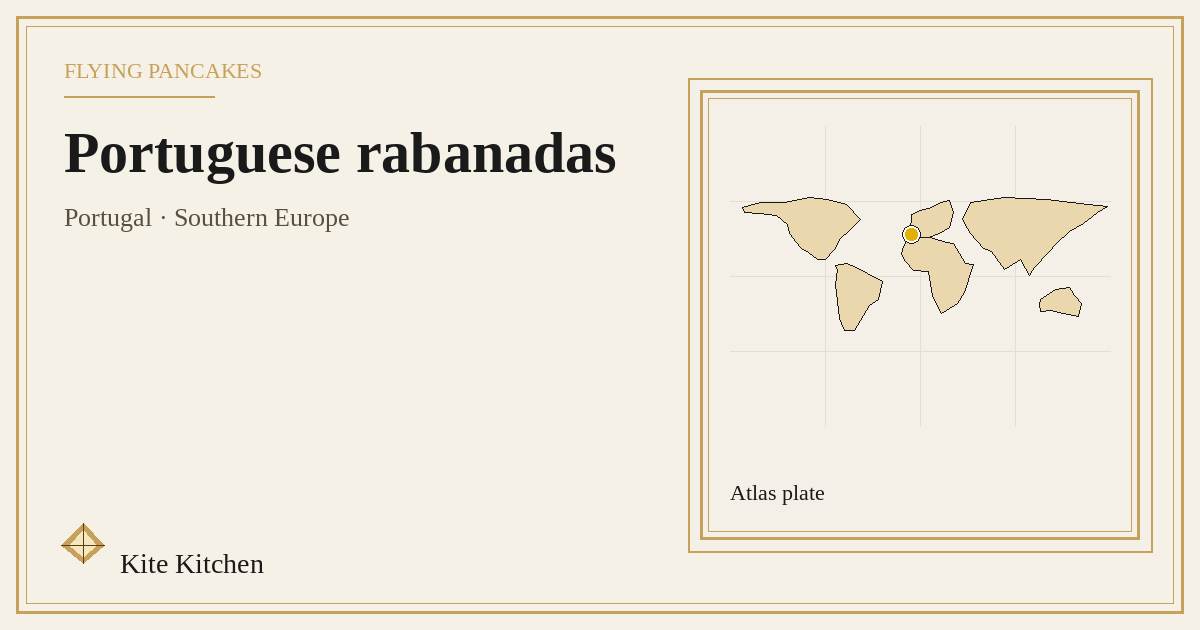 FLYING PANCAKES
Portuguese rabanadas
Portugal · Southern Europe
Atlas plate
Kite Kitchen